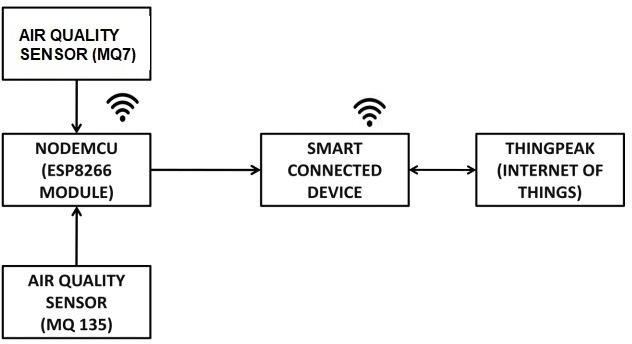 AIR QUALITY
SENSOR (MQ7)
NODEMCU
(ESP8266
MODULE)
SMART
CONNECTED
DEVICE
THINGPEAK
(INTERNET OF
THINGS)
AIR QUALITY
SENSOR
(MQ 135)